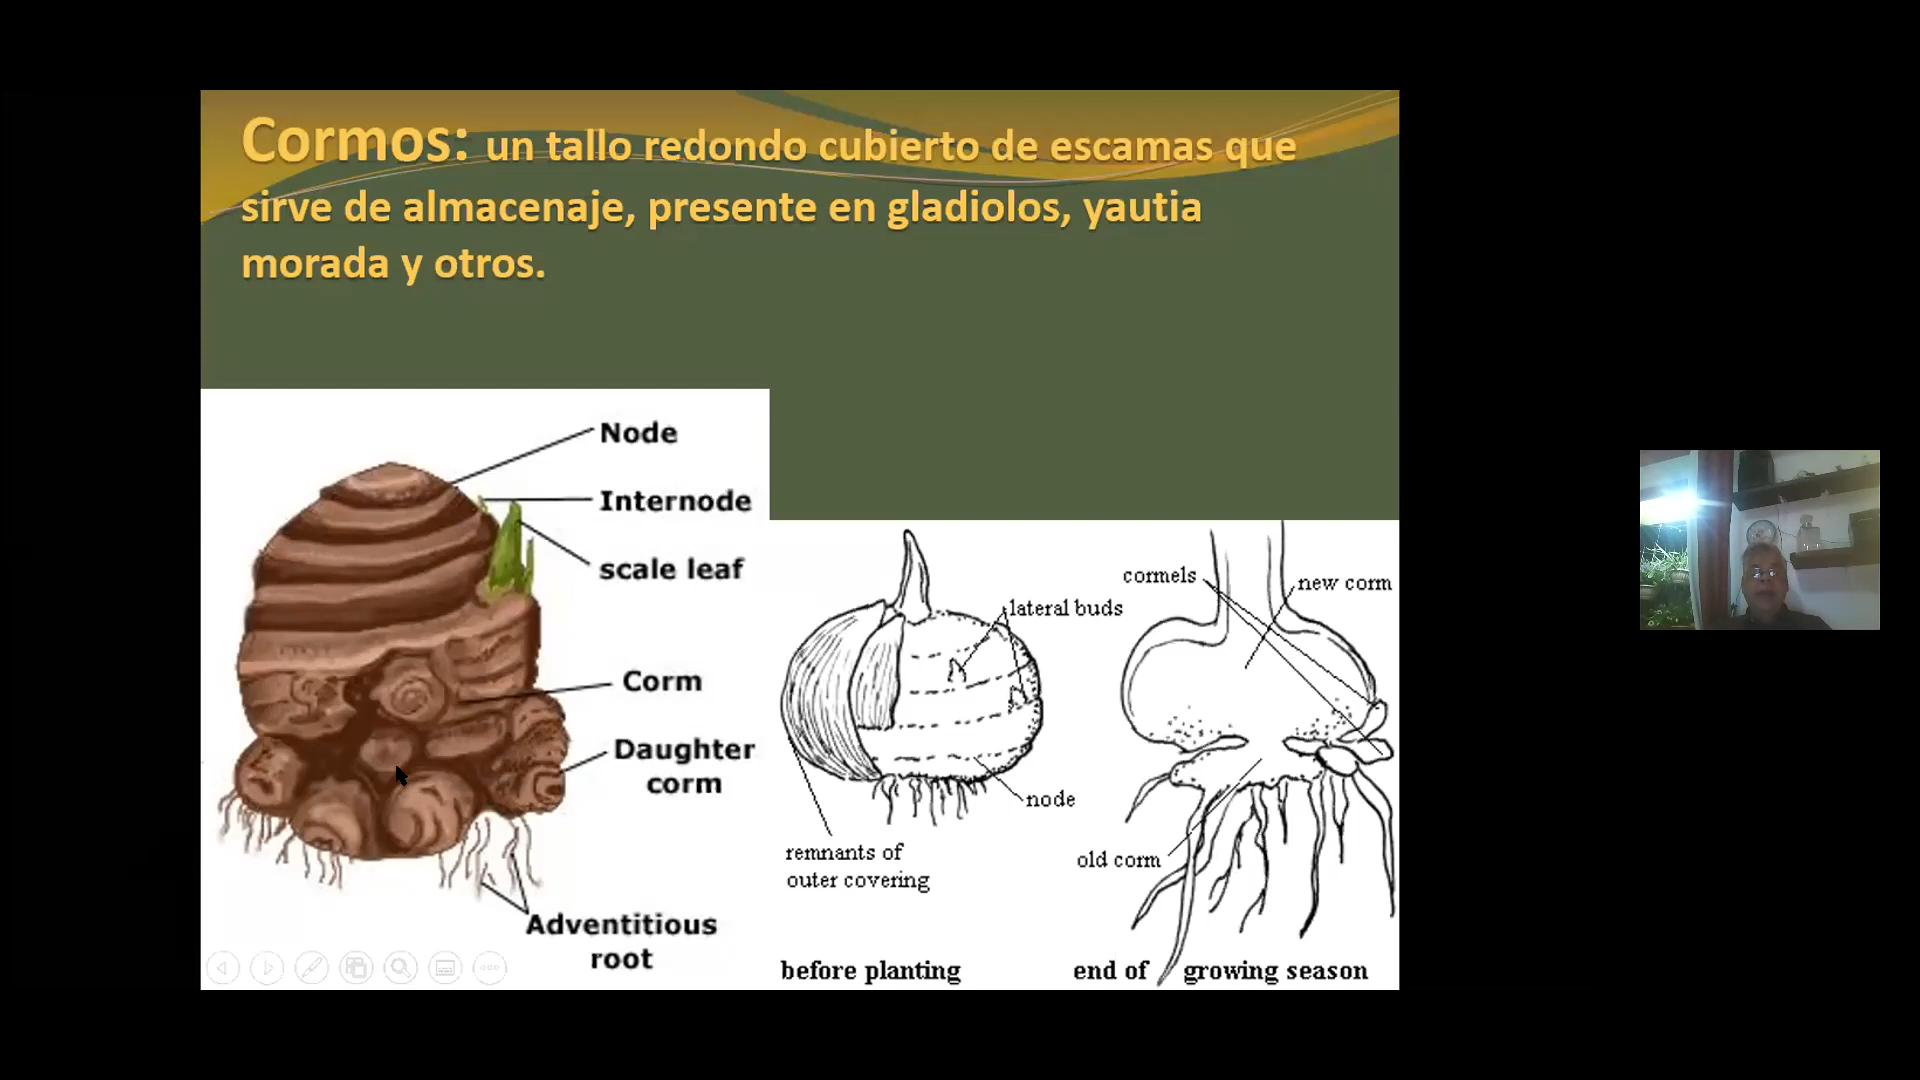 Cormos: un tallo redondo cubierto de escamas que
sirve de almacenaje, presente en gladiolos, yautia
morada y otros.
Node
Internode
scale leaf
Corm
Daughter
corm
Adventitious
root
lateral buds
node
remnants of
outer covering
before planting
cormels
new corm
old corm
end of growing season